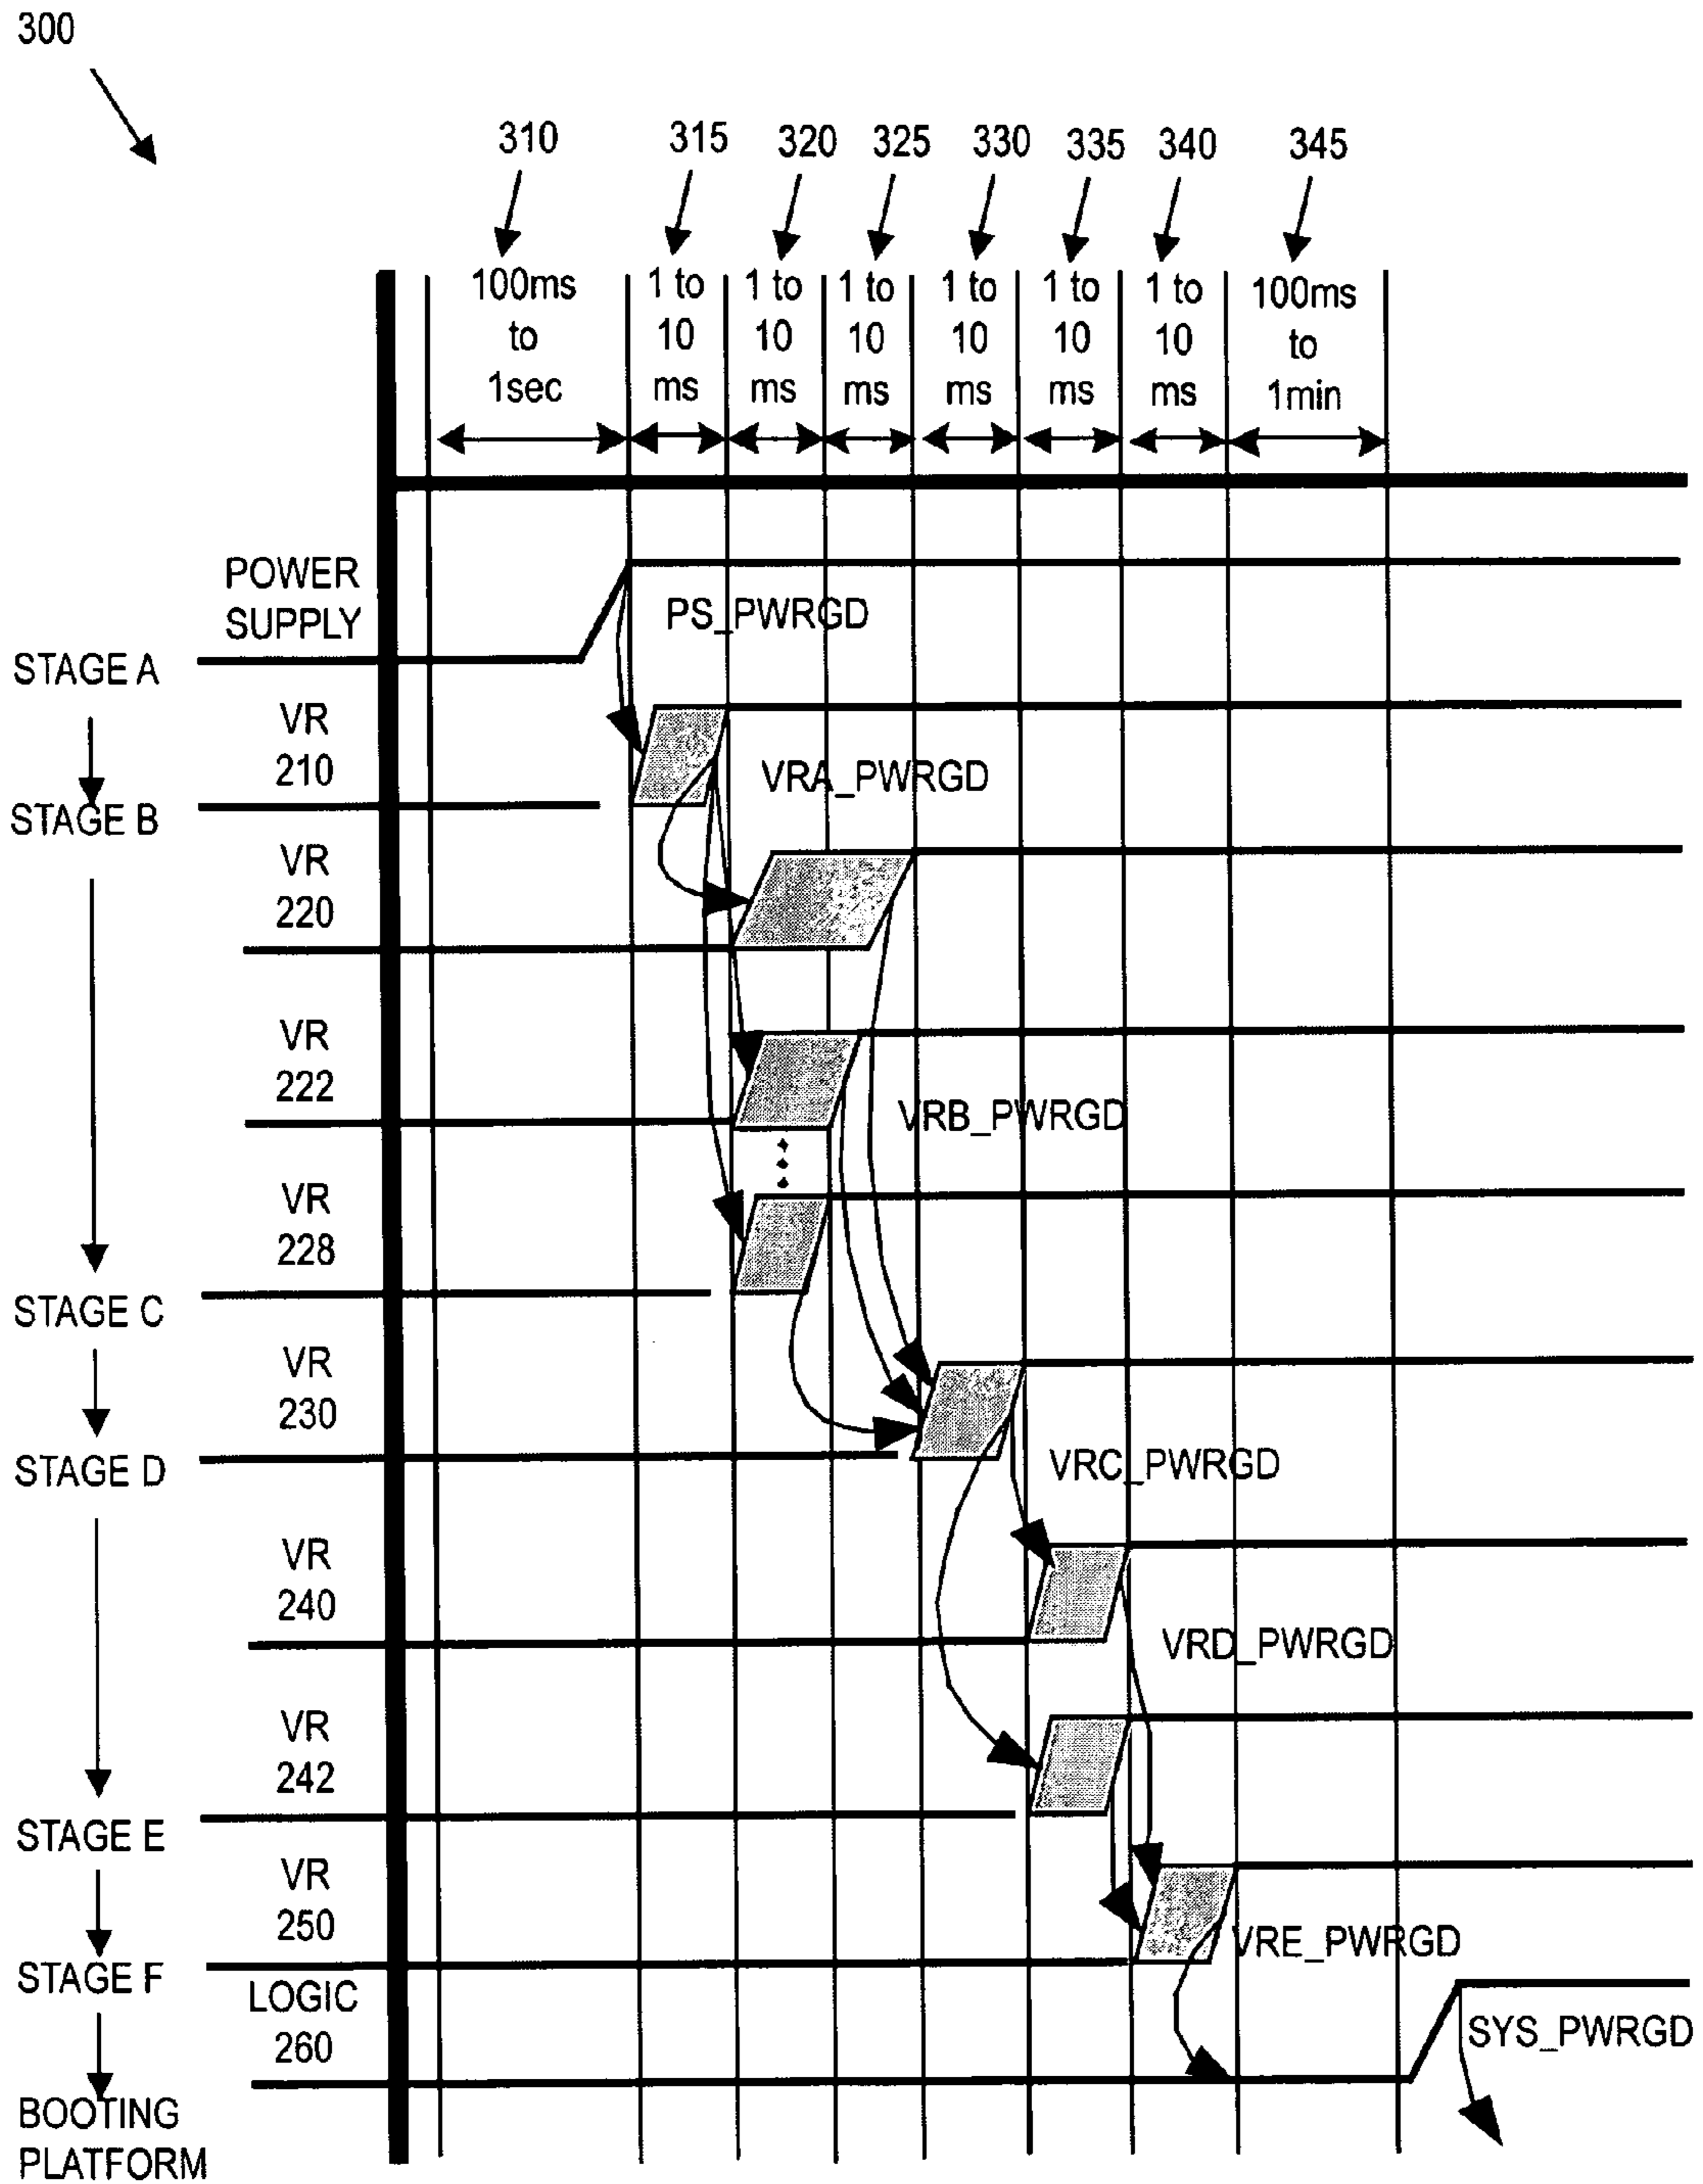 300
310 315 320 325 330 335 340 345
100ms 1 to 1 to 1 to 1 to 1 to 1 to 100ms
to 10 10 10 10 10 10 to
1sec ms ms ms ms ms ms 1min
POWER
SUPPLY
PS_PWRGD
STAGE A
VR
210
VRA_PWRGD
STAGE B
VR
220
VR
222
VRB_PWRGD
VR
228
STAGE C
VR
230
VRC_PWRGD
STAGE D
VR
240
VRD_PWRGD
VR
242
STAGE E
VR
250
VRE_PWRGD
STAGE F
LOGIC
260
SYS_PWRGD
BOOTING
PLATFORM